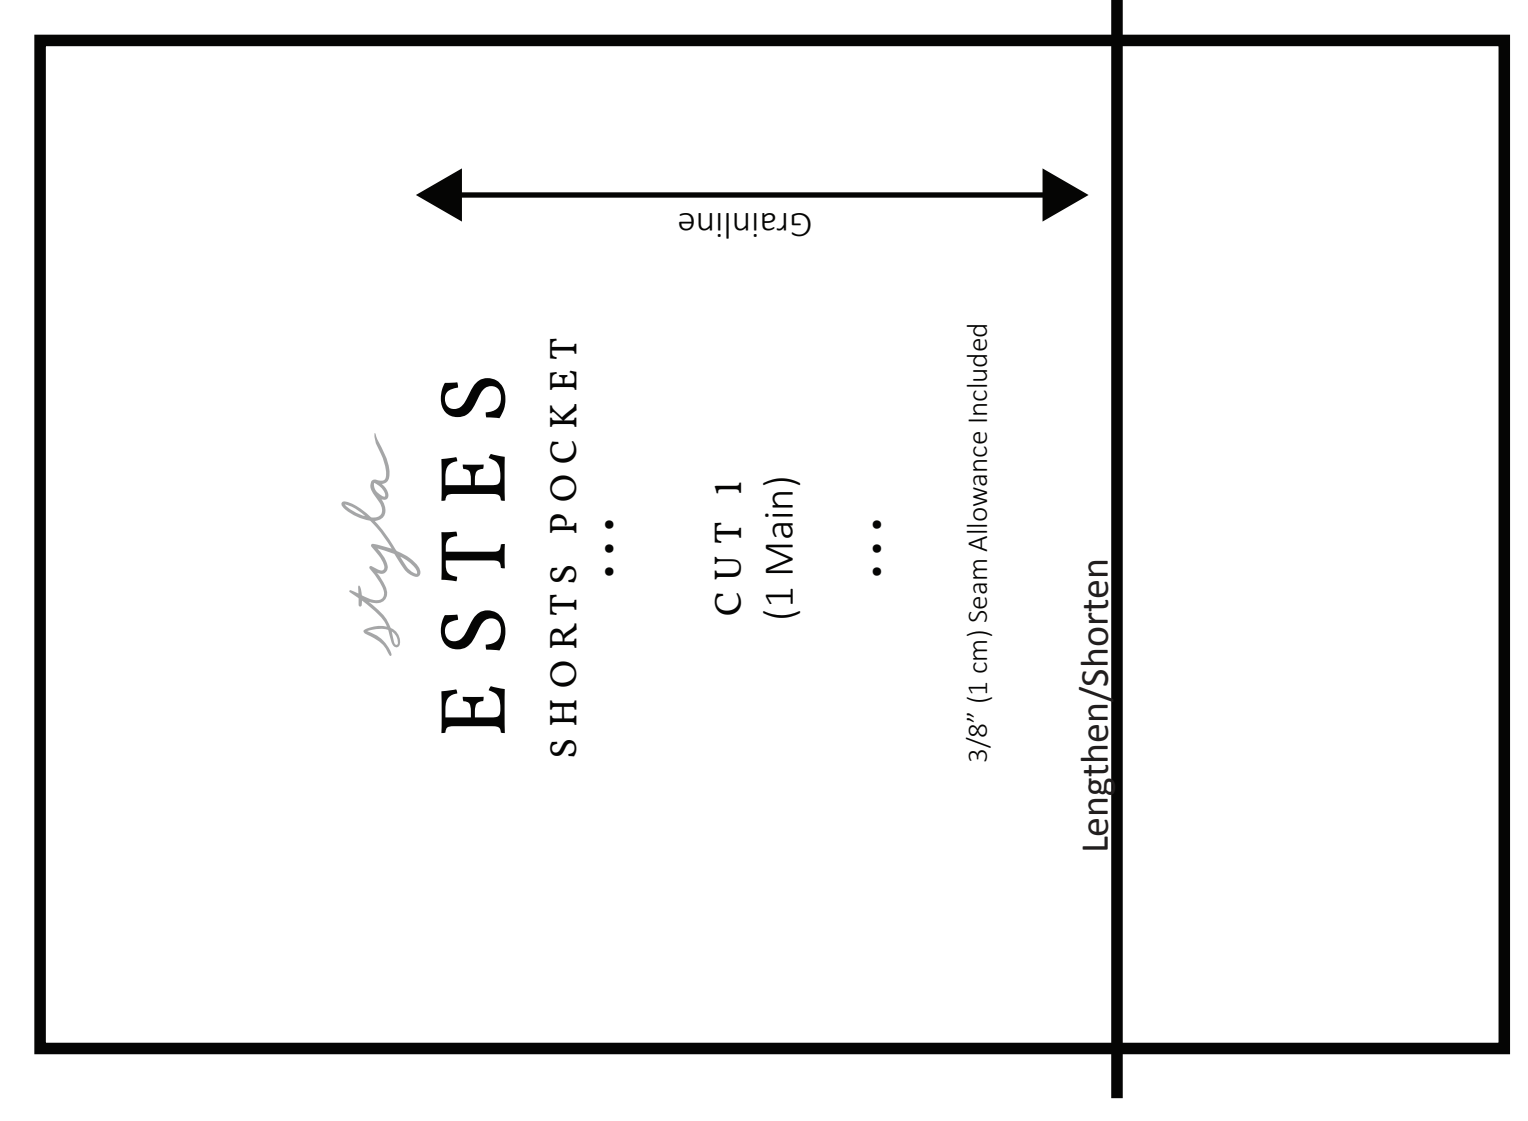 styla
ESTES
SHORTS POCKET
...
CUT 1
(1 Main)
...
3/8” (1 cm) Seam Allowance Included
Lengthen/Shorten
Grainline